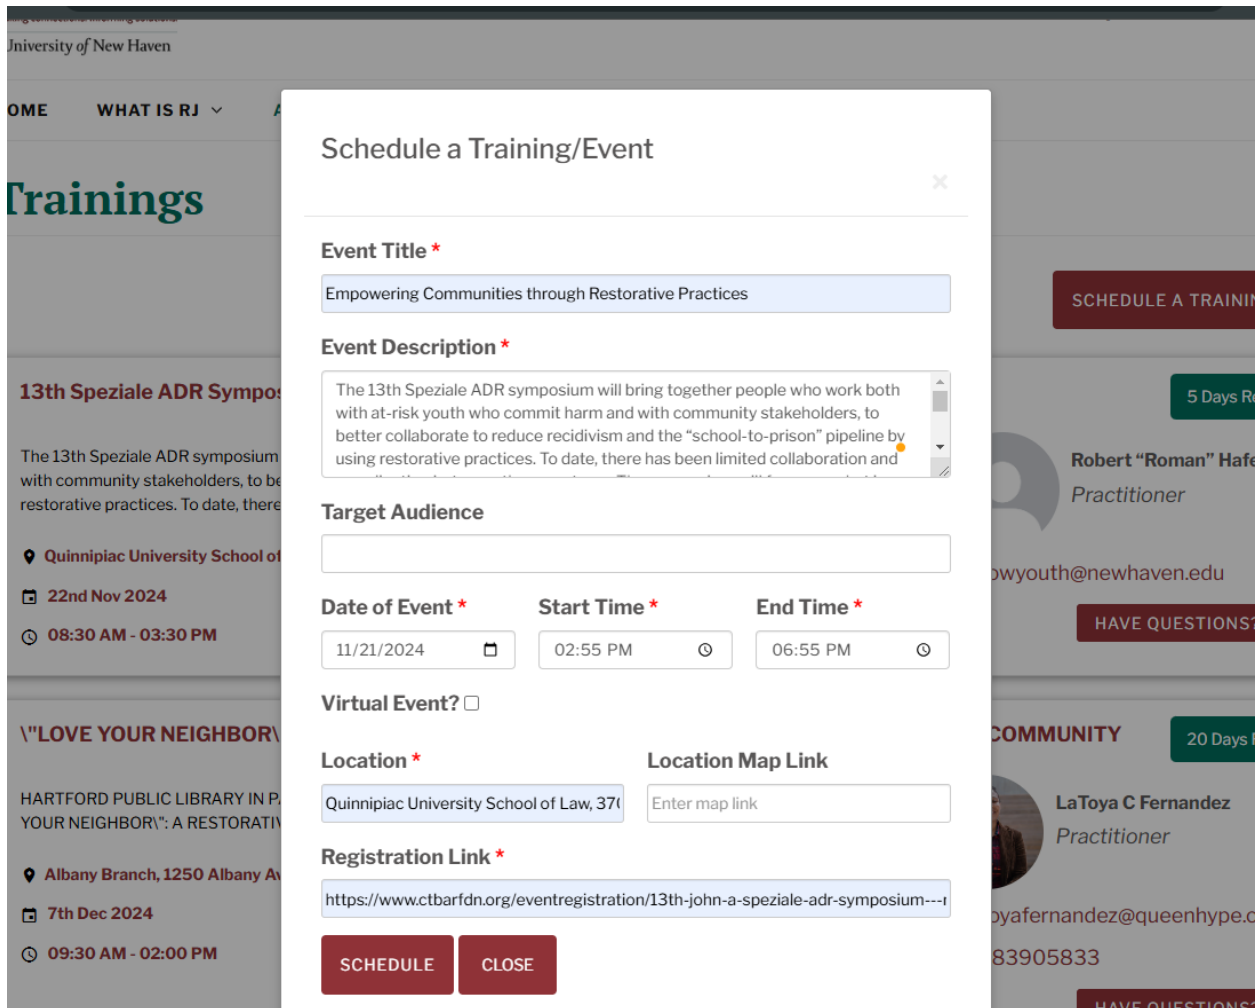 University of New Haven
OME WHAT IS RJ
Trainings
SCHEDULE A TRAININ
13th Speziale ADR Sympos
The 13th Speziale ADR symposium
with community stakeholders, to be
restorative practices. To date, there
Quinnipiac University School of
22nd Nov 2024
08:30 AM - 03:30 PM
\"LOVE YOUR NEIGHBOR\
HARTFORD PUBLIC LIBRARY IN PA
YOUR NEIGHBOR\": A RESTORATIV
Albany Branch, 1250 Albany Av
7th Dec 2024
09:30 AM - 02:00 PM
Schedule a Training/Event
×
Event Title *
Empowering Communities through Restorative Practices
Event Description *
The 13th Speziale ADR symposium will bring together people who work both
with at-risk youth who commit harm and with community stakeholders, to
better collaborate to reduce recidivism and the “school-to-prison” pipeline by
using restorative practices. To date, there has been limited collaboration and
Target Audience
Date of Event * Start Time * End Time *
11/21/2024 02:55 PM 06:55 PM
Virtual Event?
Location * Location Map Link
Quinnipiac University School of Law, 370 Enter map link
Registration Link *
https://www.ctbarfdn.org/eventregistration/13th-john-a-speziale-adr-symposium---r
SCHEDULE CLOSE
5 Days Re
Robert “Roman” Hafe
Practitioner
owyouth@newhaven.edu
HAVE QUESTIONS?
COMMUNITY
20 Days
LaToya C Fernandez
Practitioner
oyafernandez@queenhype.c
83905833
HAVE QUESTIONS?